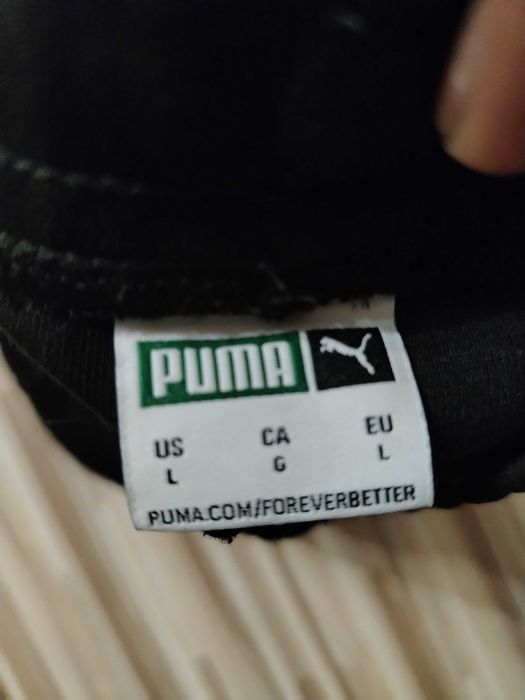 PUMA
US CA EU
L G L
PUMA.COM/FOREVERBETTER